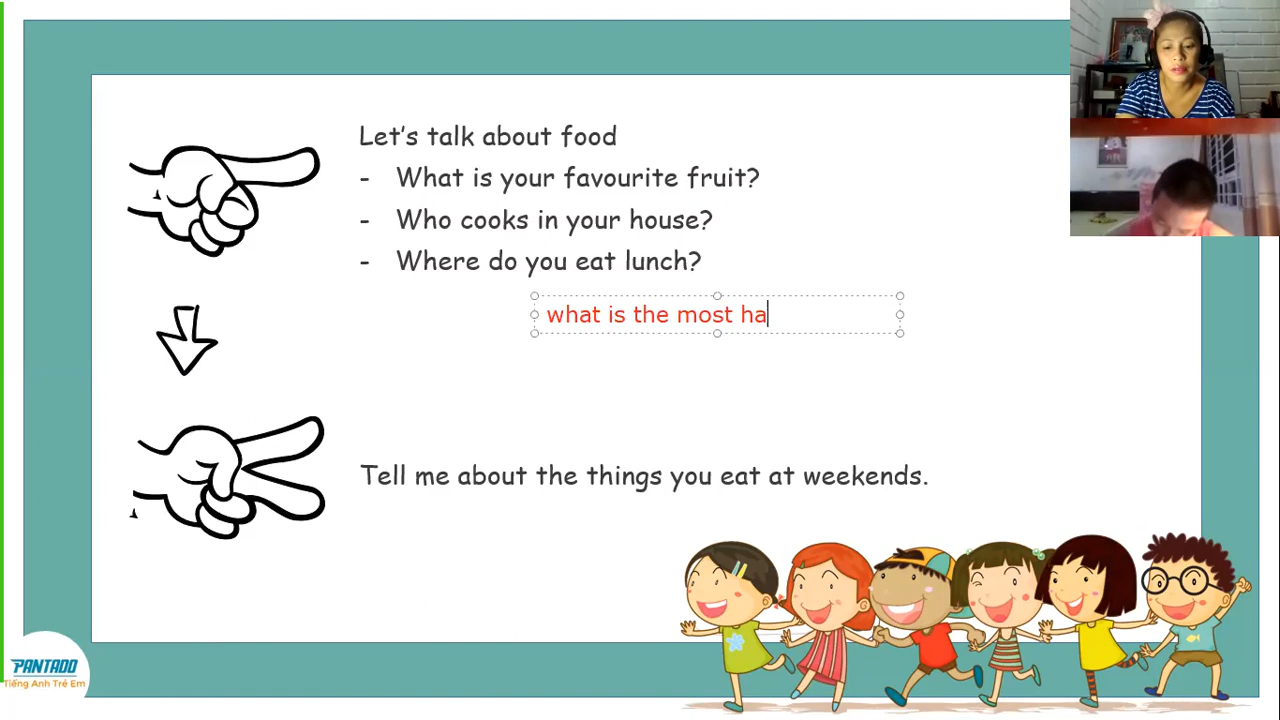 Let's talk about food
- What is your favourite fruit?
- Who cooks in your house?
- Where do you eat lunch?
what is the most ha
Tell me about the things you eat at weekends.
PANTADO
Tiếng Anh Trẻ Em